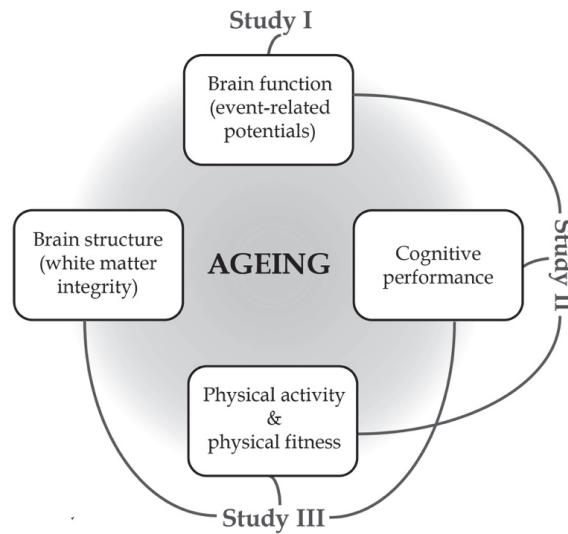 Study I
Brain function
(event-related
potentials)
Brain structure
(white matter
integrity)
AGEING
Cognitive
performance
Study II
Physical activity
&
physical fitness
Study III